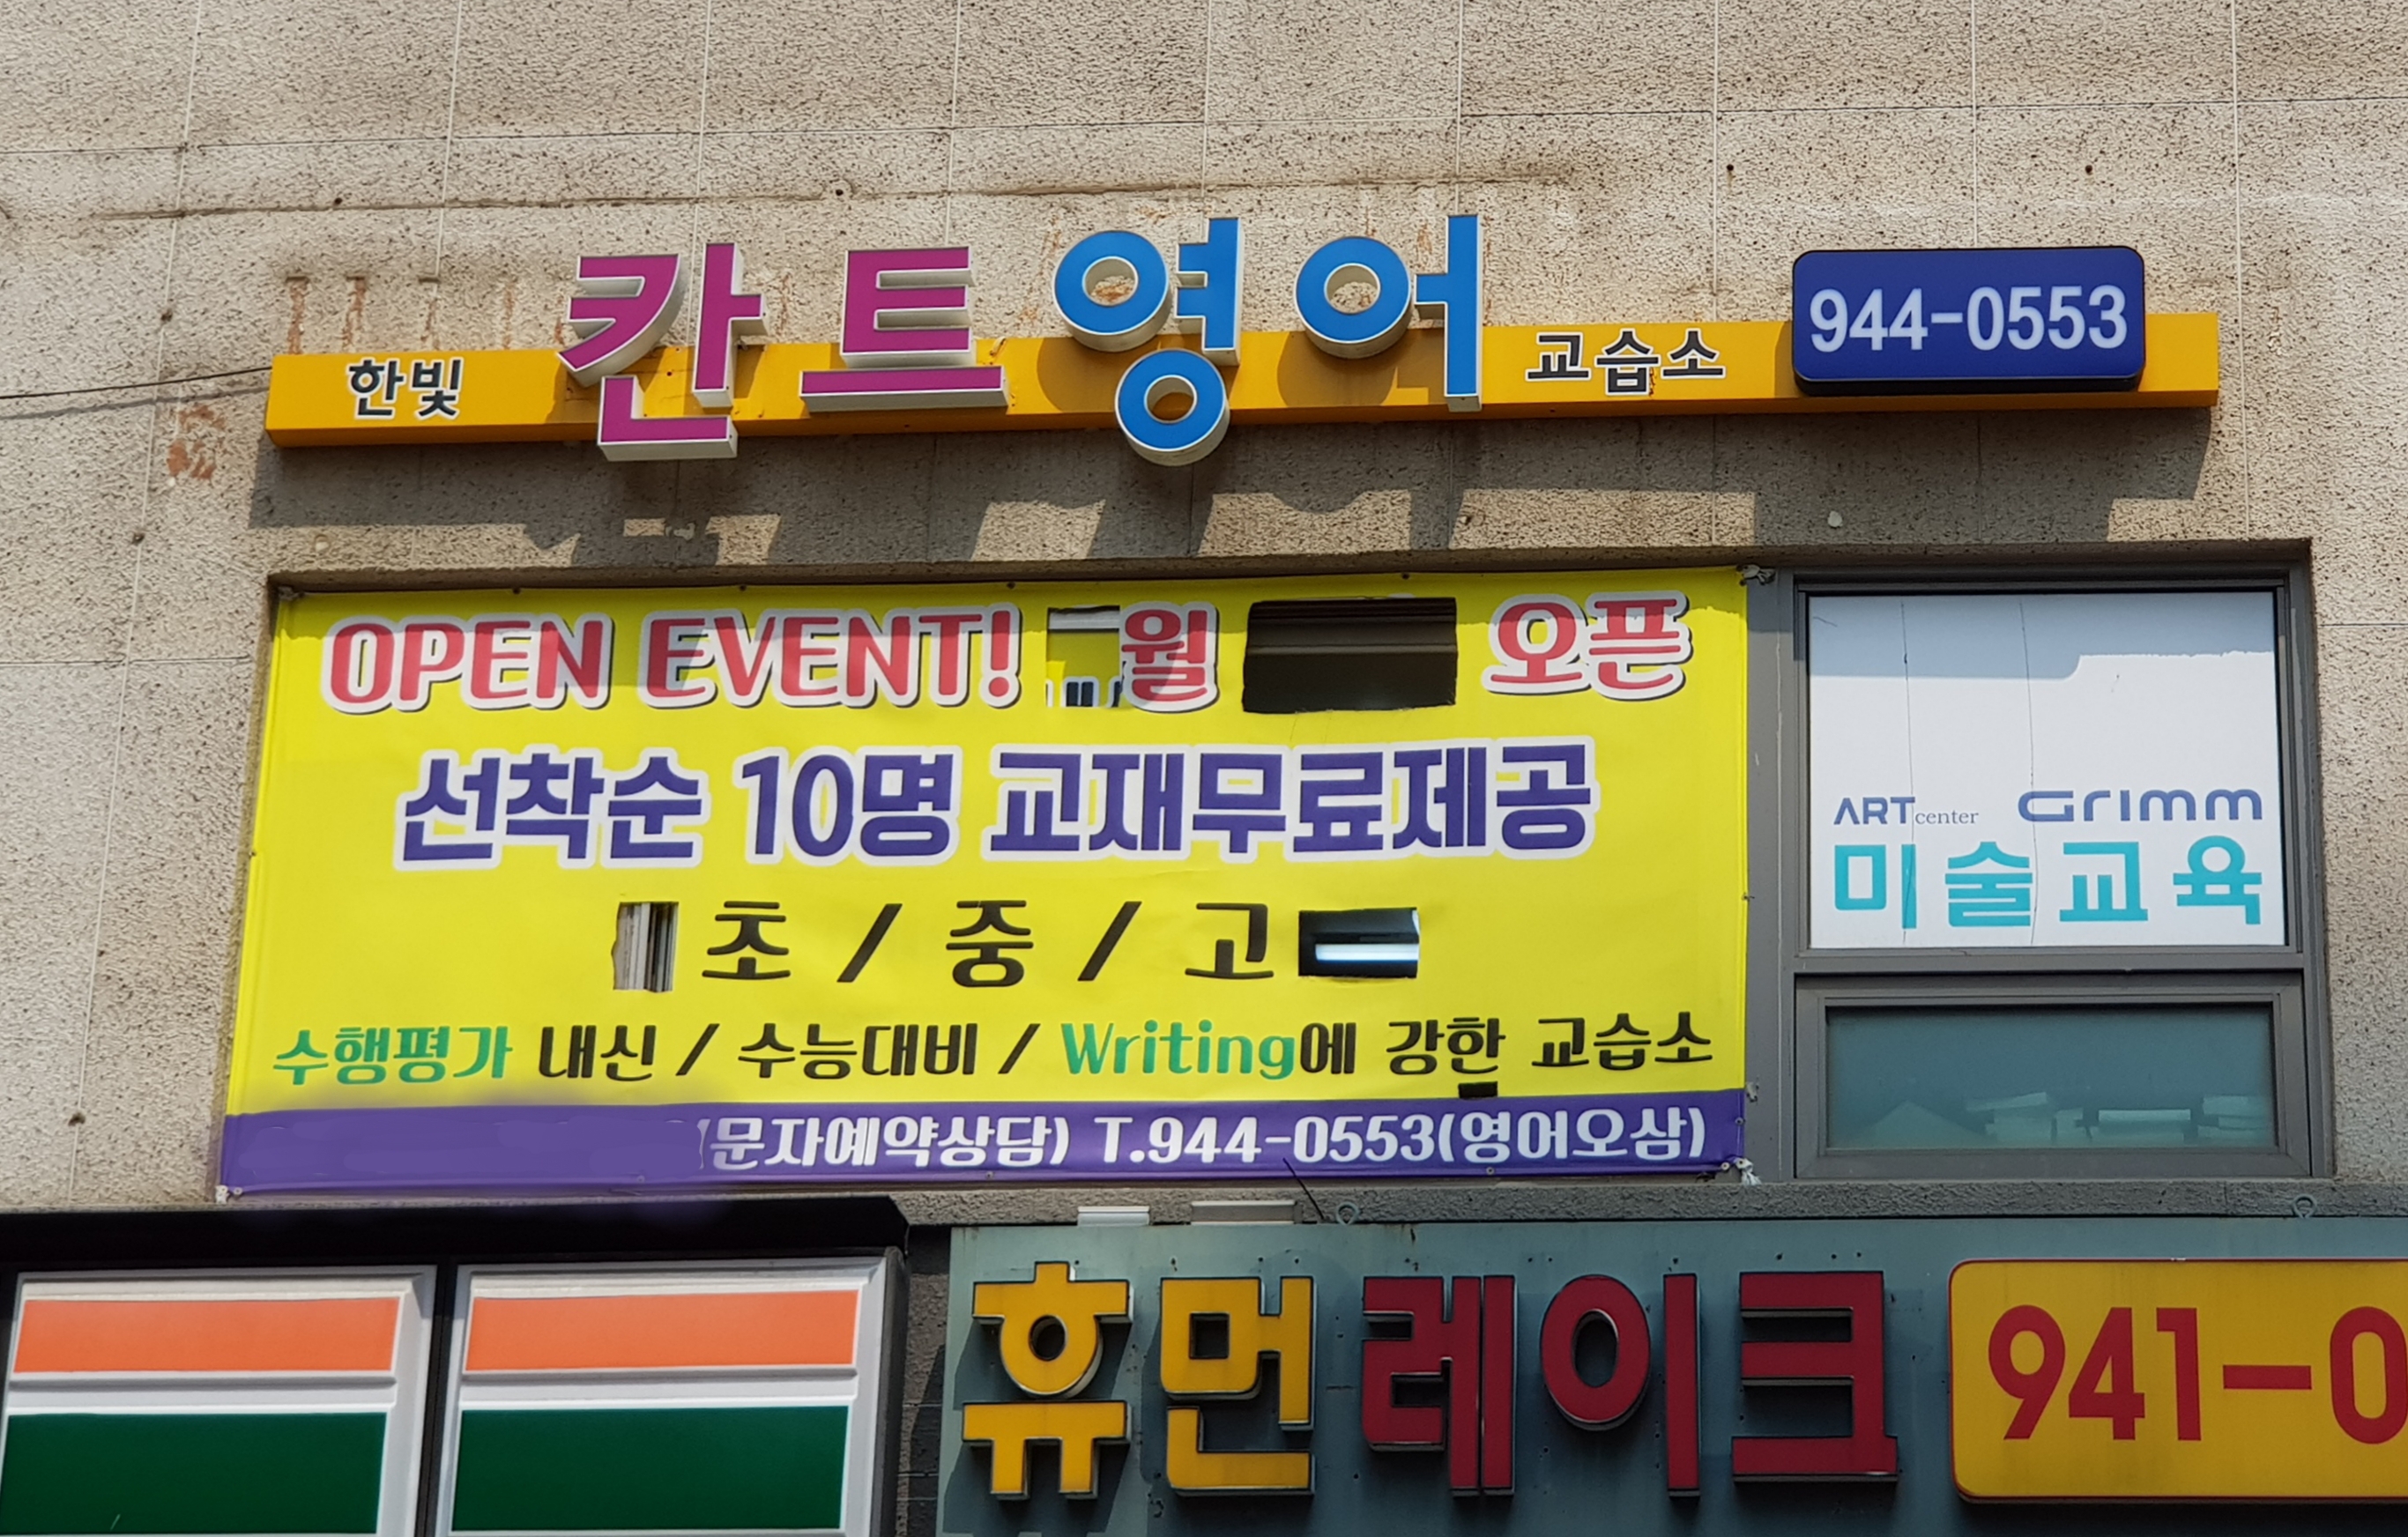 한빛 칸트영어 교습소 944-0553
OPEN EVENT! 월 오픈
선착순 10명 교재무료제공
초 / 중 / 고
수행평가 내신 / 수능대비 / Writing에 강한 교습소
(문자예약상담) T.944-0553(영어오삼)
ARTcenter Grimm
미술교육
휴먼레이크 941-0